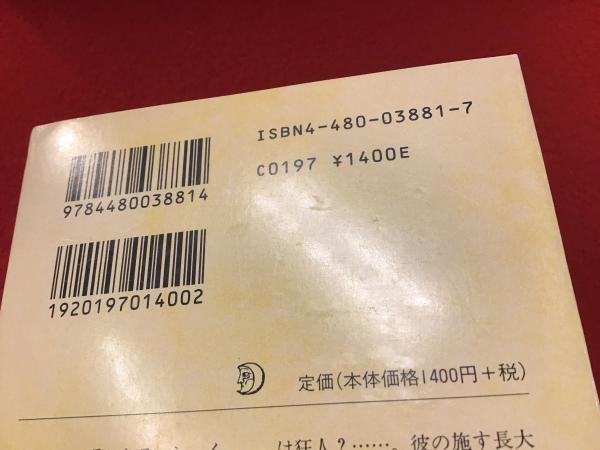 ISBN4-480-03881-7
C0197 ¥1400E
9784480038814
1920197014002
定価(本体価格1400円+税)
は狂人?……。彼の施す長大